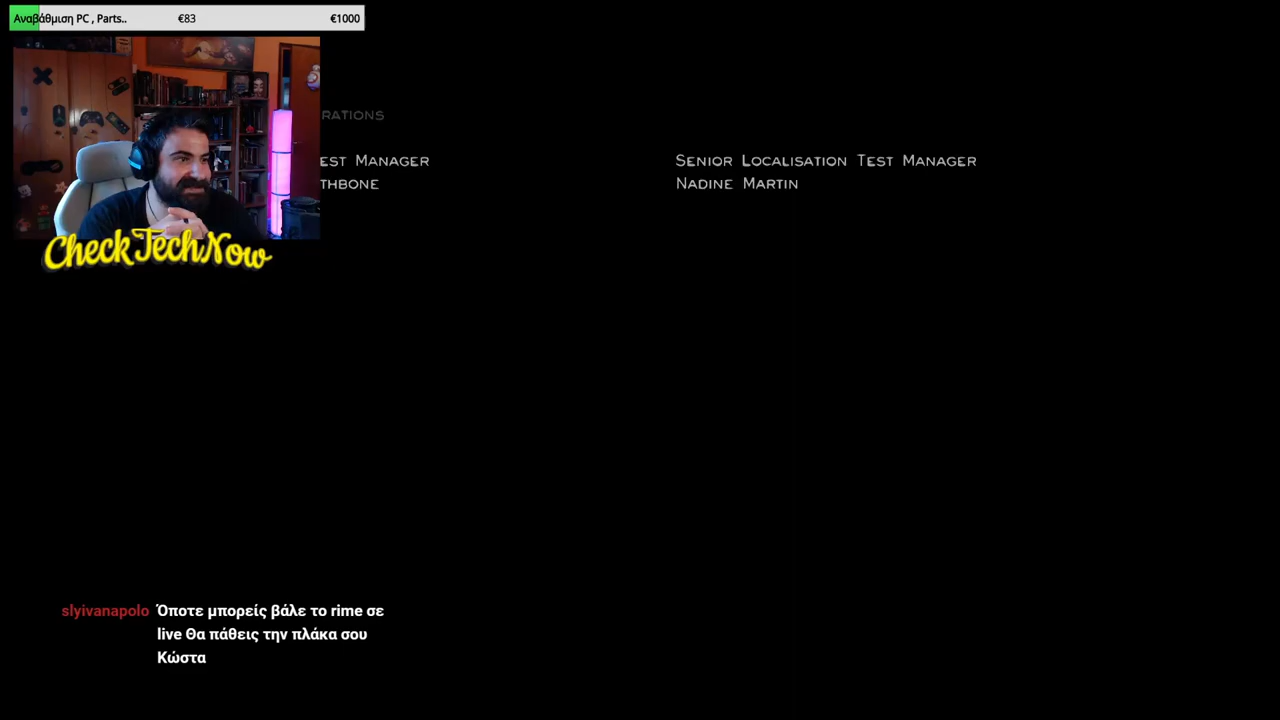 Αναβάθμιση PC , Parts.. €83 €1000
RATIONS
EST MANAGER
THBONE
SENIOR LOCALISATION TEST MANAGER
NADINE MARTIN
CheckTechNow
slyivanapolo Όποτε μπορείς βάλε το rime σε
live Θα πάθεις την πλάκα σου
Κώστα